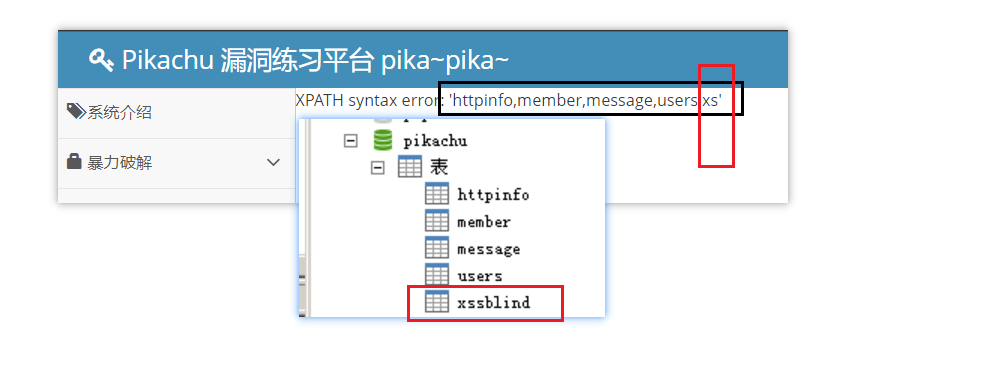 Pikachu 漏洞练习平台 pika~pika~
系统介绍
XPATH syntax error: 'httpinfo,member,message,users,xs'
暴力破解
pikachu
表
httpinfo
member
message
users
xssblind